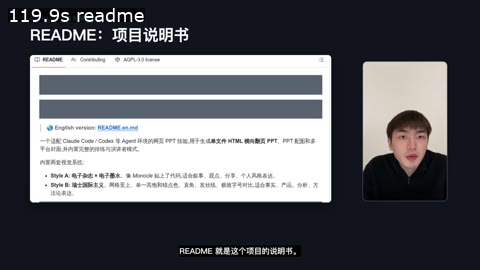 119.9s readme
README：项目说明书
README Contributing AGPL-3.0 license
English version: README.en.md
一个适配 Claude Code / Codex 等 Agent 环境的网页 PPT 技能,用于生成单文件 HTML 横向翻页 PPT、PPT 配图和多
平台封面,并内置完整的排练与演讲者模式。
内置两套视觉系统:
Style A: 电子杂志 × 电子墨水。像 Monocle 贴上了代码,适合叙事、观点、分享、个人风格表达。
Style B: 瑞士国际主义。网格至上、单一高饱和锚点色、直角、发丝线、极致字号对比,适合事实、产品、分析、方
法论表达。
README 就是这个项目的说明书。